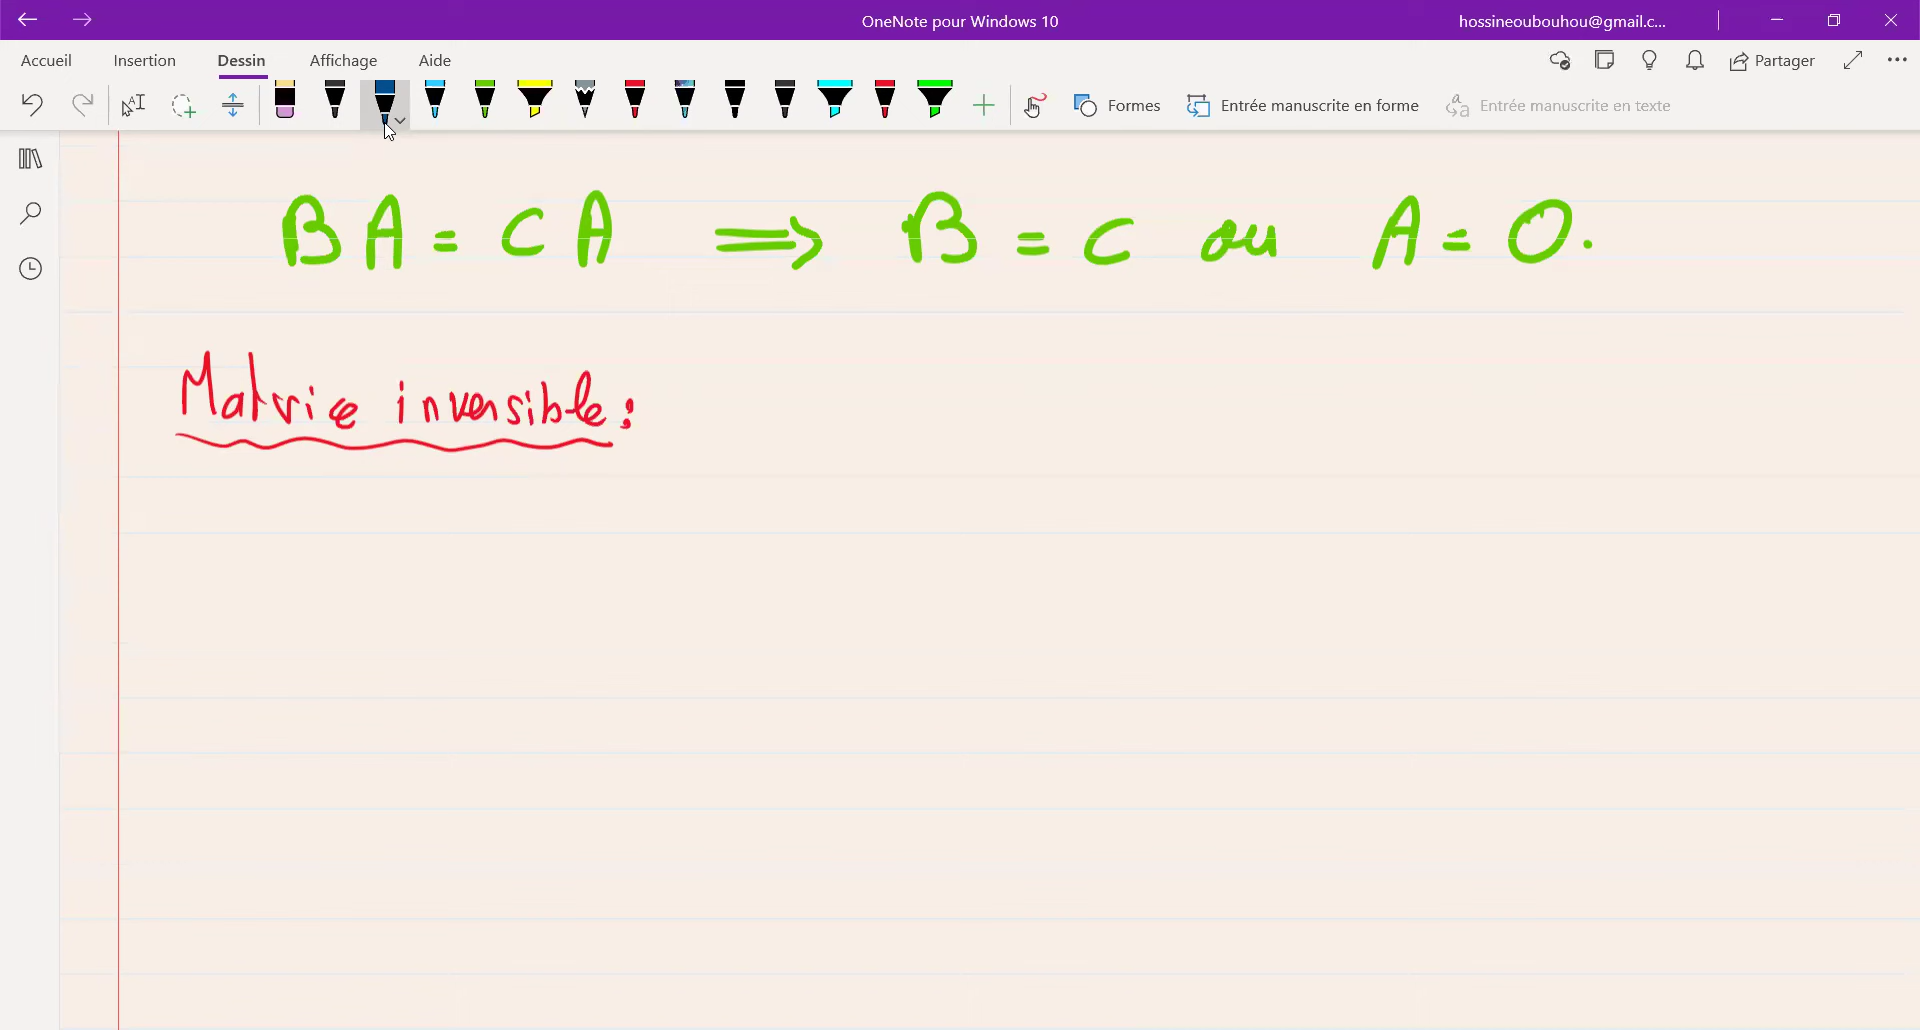 OneNote pour Windows 10
hossineoubouhou@gmail.c...
Accueil Insertion Dessin Affichage Aide
Partager
Formes Entrée manuscrite en forme Entrée manuscrite en texte
BA = CA ⟹ B = C ou A = O.
Matrice inversible :